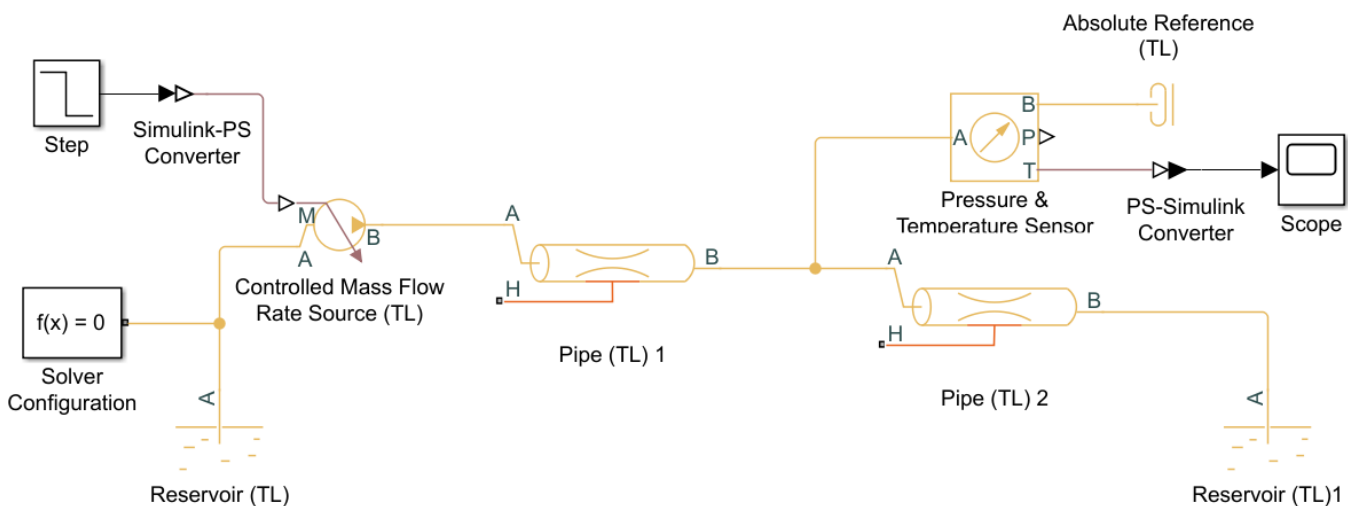 Absolute Reference
(TL)
Step
Simulink-PS
Converter
B
A
P
T
Pressure &
Temperature Sensor
PS-Simulink
Converter
Scope
M
B
A
Controlled Mass Flow
Rate Source (TL)
A
B
H
Pipe (TL) 1
A
B
H
Pipe (TL) 2
f(x) = 0
Solver
Configuration
A
Reservoir (TL)
A
Reservoir (TL)1